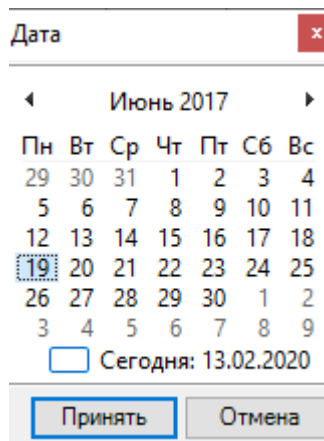 Дата x
Июнь 2017
Пн Вт Ср Чт Пт Сб Вс
29 30 31 1 2 3 4
5 6 7 8 9 10 11
12 13 14 15 16 17 18
19 20 21 22 23 24 25
26 27 28 29 30 1 2
3 4 5 6 7 8 9
Сегодня: 13.02.2020
Принять Отмена